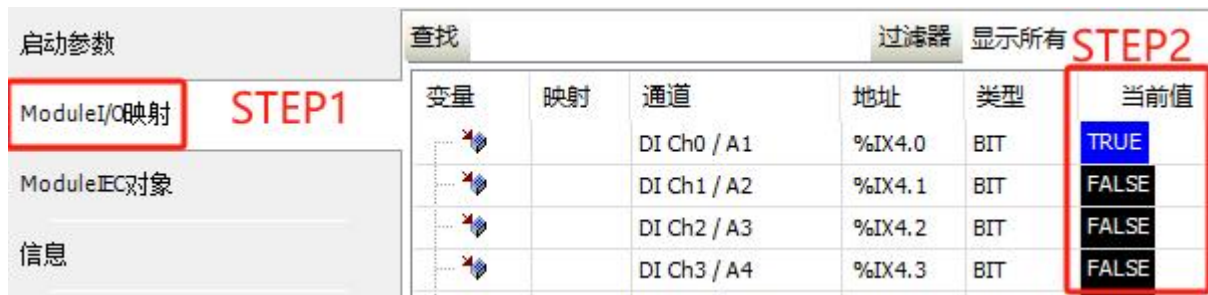 启动参数
ModuleI/O映射
STEP1
ModuleIEC对象
信息
查找 过滤器 显示所有
STEP2
变量 映射 通道 地址 类型 当前值
DI Ch0 / A1 %IX4.0 BIT TRUE
DI Ch1 / A2 %IX4.1 BIT FALSE
DI Ch2 / A3 %IX4.2 BIT FALSE
DI Ch3 / A4 %IX4.3 BIT FALSE